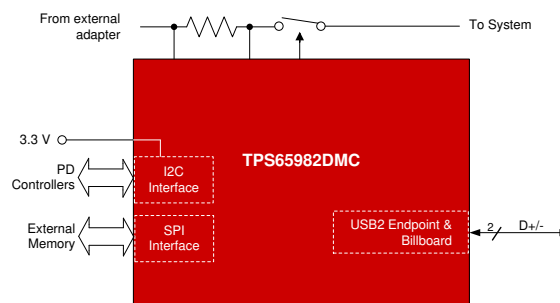 From external
adapter
To System
3.3 V
TPS65982DMC
PD
Controllers
I2C
Interface
External
Memory
SPI
Interface
USB2 Endpoint &
Billboard
2
D+/-